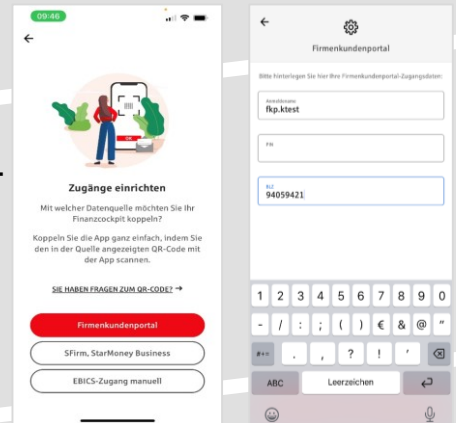 09:46
Zugänge einrichten
Mit welcher Datenquelle möchten Sie Ihr
Finanzcockpit koppeln?
Koppeln Sie die App ganz einfach, indem Sie
den in der Quelle angezeigten QR-Code mit
der App scannen.
SIE HABEN FRAGEN ZUM QR-CODE? →
Firmenkundenportal
SFirm, StarMoney Business
EBICS-Zugang manuell
Firmenkundenportal
Bitte hinterlegen Sie hier Ihre Firmenkundenportal-Zugangsdaten:
Anmeldename
fkp.ktest
PIN
BLZ
94059421
1 2 3 4 5 6 7 8 9 0
- / : ; ( ) € & @ "
#+= . , ? ! '
ABC Leerzeichen